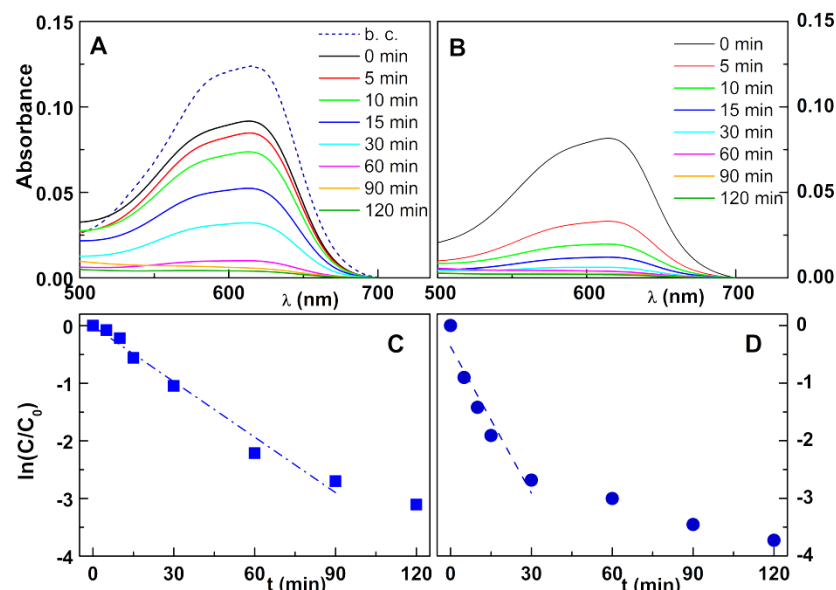 A
b. c.
0 min
5 min
10 min
15 min
30 min
60 min
90 min
120 min
Absorbance
0.15
0.10
0.05
0.00
500
600
700
λ (nm)
B
0 min
5 min
10 min
15 min
30 min
60 min
90 min
120 min
0.15
0.10
0.05
0.00
500
600
700
λ (nm)
C
ln(C/C0)
0
-1
-2
-3
-4
0
30
60
90
120
t (min)
D
0
-1
-2
-3
-4
0
30
60
90
120
t (min)